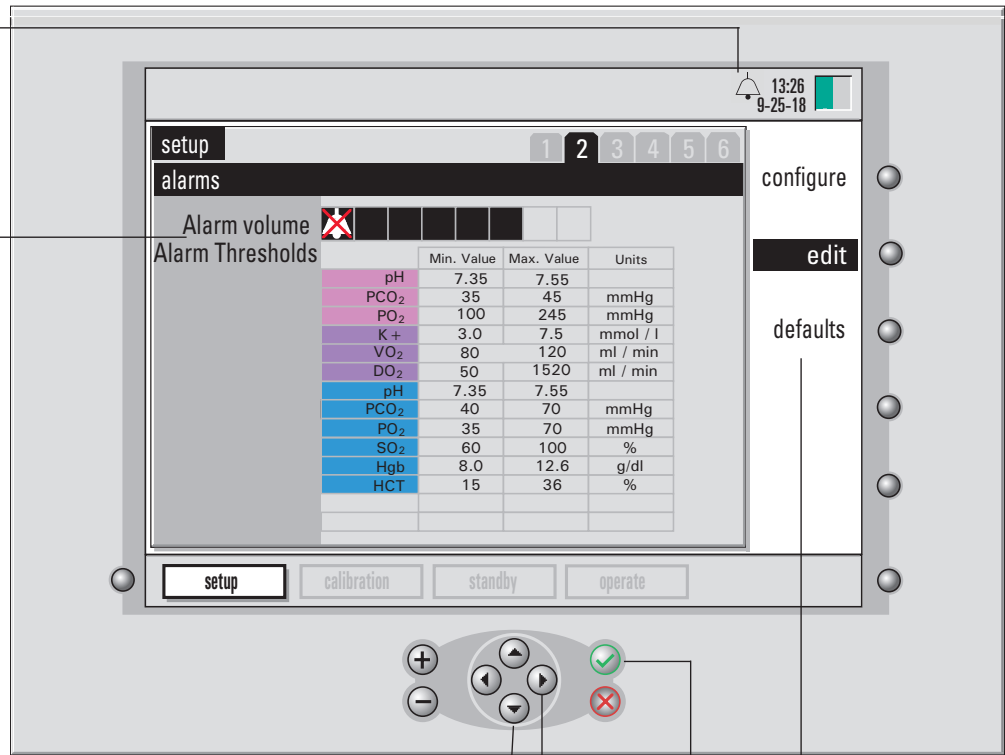 13:26
9-25-18
setup
1 2 3 4 5 6
alarms
configure
edit
defaults
Alarm volume
Alarm Thresholds
Min. Value Max. Value Units
pH 7.35 7.55
PCO₂ 35 45 mmHg
PO₂ 100 245 mmHg
K+ 3.0 7.5 mmol / l
VO₂ 80 120 ml / min
DO₂ 50 1520 ml / min
pH 7.35 7.55
PCO₂ 40 70 mmHg
PO₂ 35 70 mmHg
SO₂ 60 100 %
Hgb 8.0 12.6 g/dl
HCT 15 36 %
setup calibration standby operate